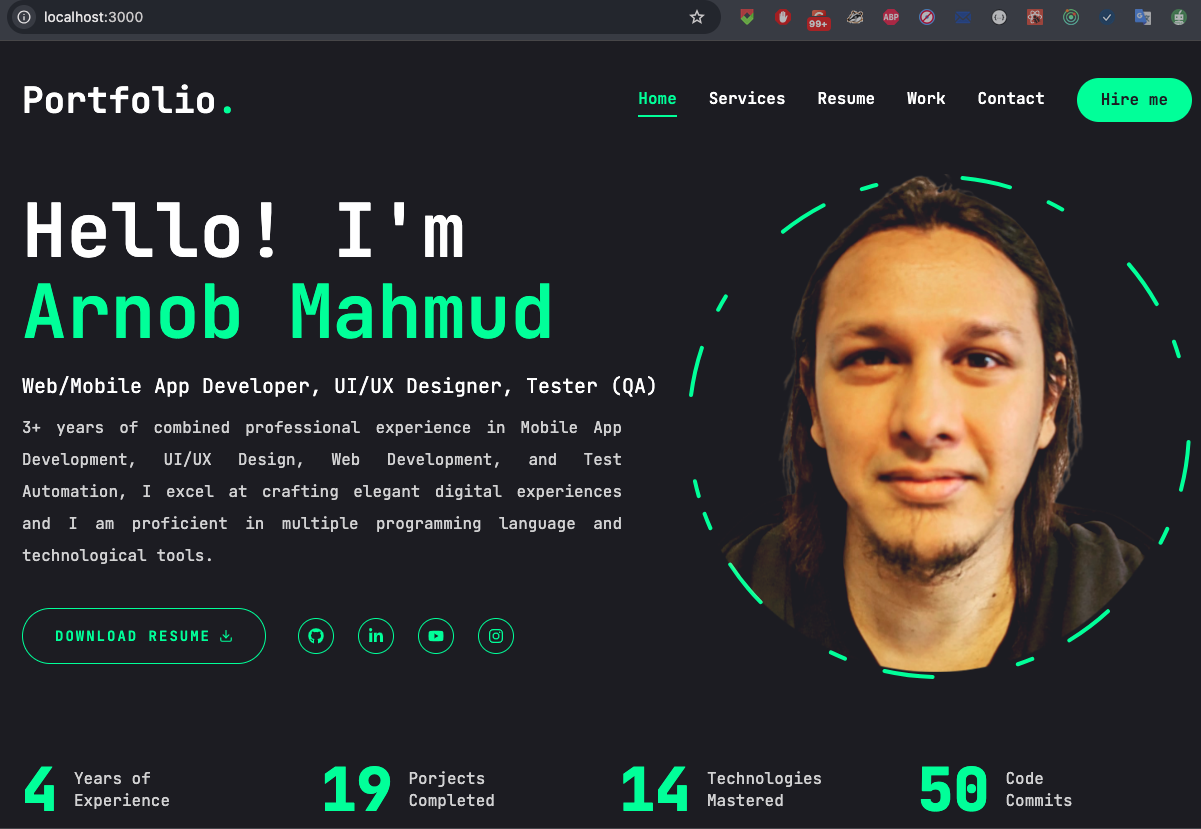 localhost:3000
99+
ABP
Portfolio.
Home Services Resume Work Contact Hire me
Hello! I'm
Arnob Mahmud
Web/Mobile App Developer, UI/UX Designer, Tester (QA)
3+ years of combined professional experience in Mobile App
Development, UI/UX Design, Web Development, and Test
Automation, I excel at crafting elegant digital experiences
and I am proficient in multiple programming language and
technological tools.
DOWNLOAD RESUME
in
4 Years of
Experience
19 Porjects
Completed
14 Technologies
Mastered
50 Code
Commits